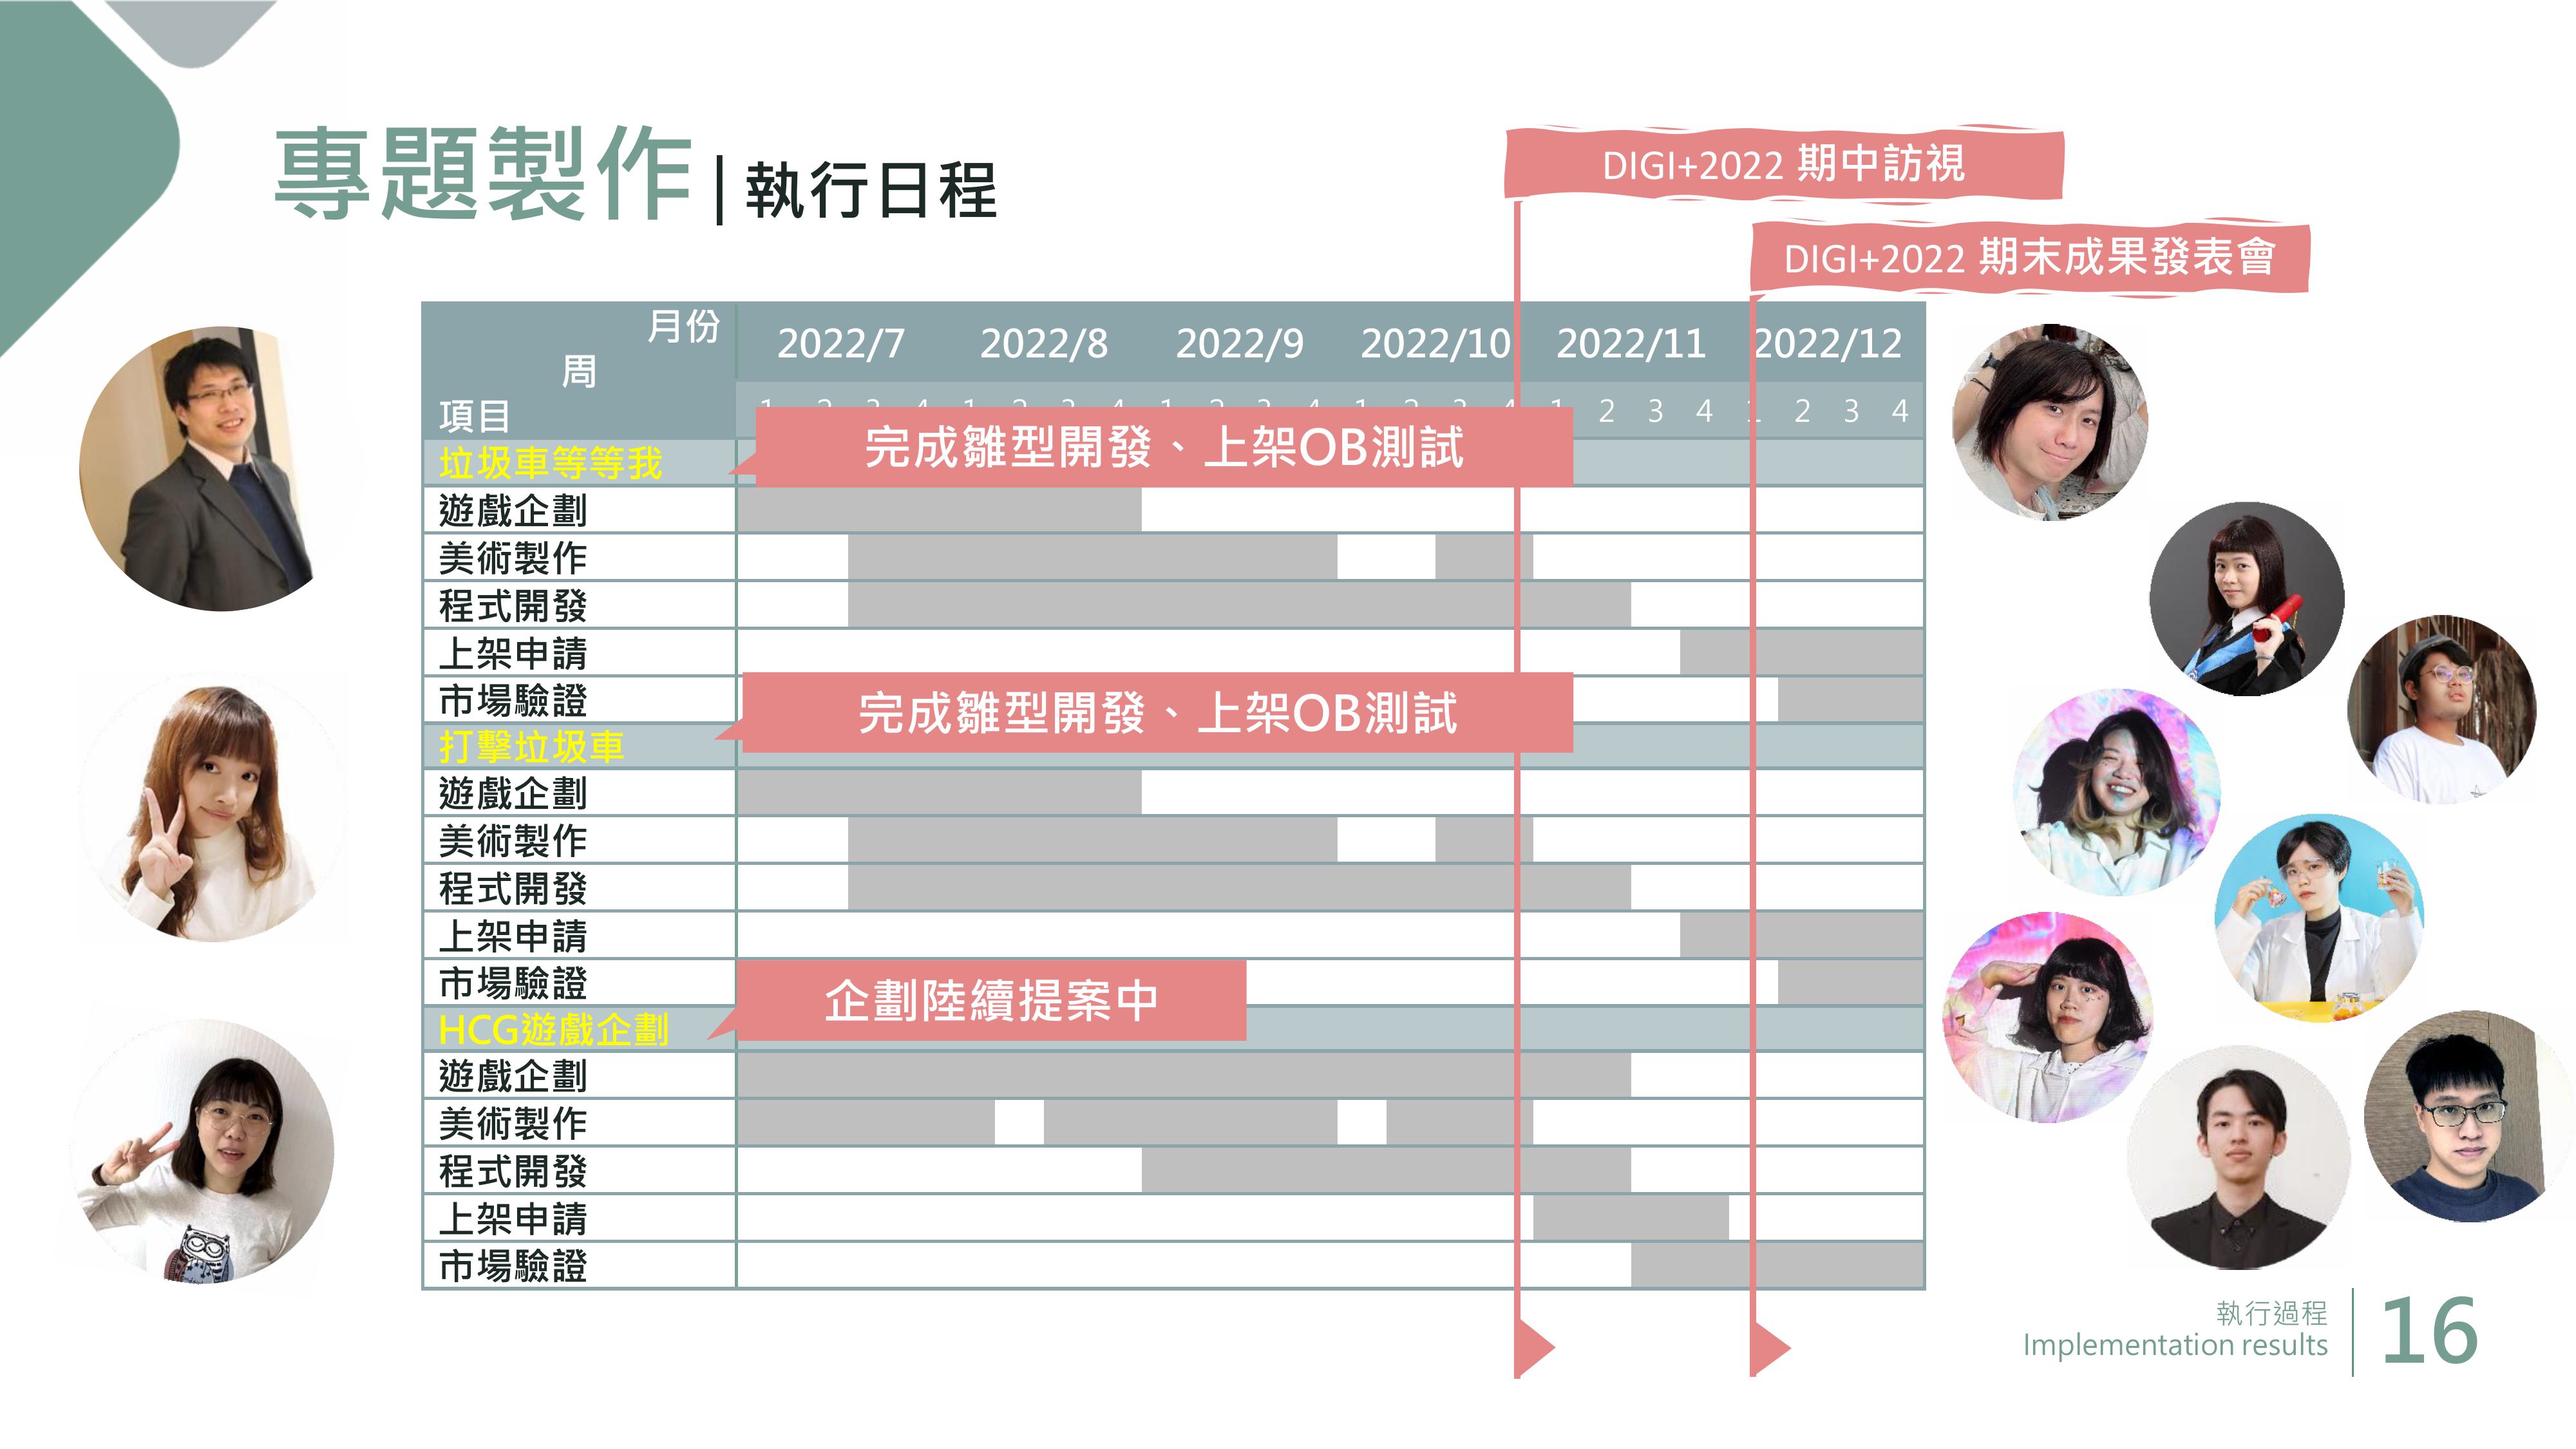 專題製作|執行日程
DIGI+2022 期中訪視
DIGI+2022 期末成果發表會
月份
周
項目
2022/7 2022/8 2022/9 2022/10 2022/11 2022/12
1 2 3 4 1 2 3 4 1 2 3 4 1 2 3 4 1 2 3 4 1 2 3 4
垃圾車等等我
完成雛型開發、上架OB測試
遊戲企劃
美術製作
程式開發
上架申請
市場驗證
完成雛型開發、上架OB測試
打擊垃圾車
遊戲企劃
美術製作
程式開發
上架申請
市場驗證
企劃陸續提案中
HCG遊戲企劃
遊戲企劃
美術製作
程式開發
上架申請
市場驗證
執行過程
Implementation results
16